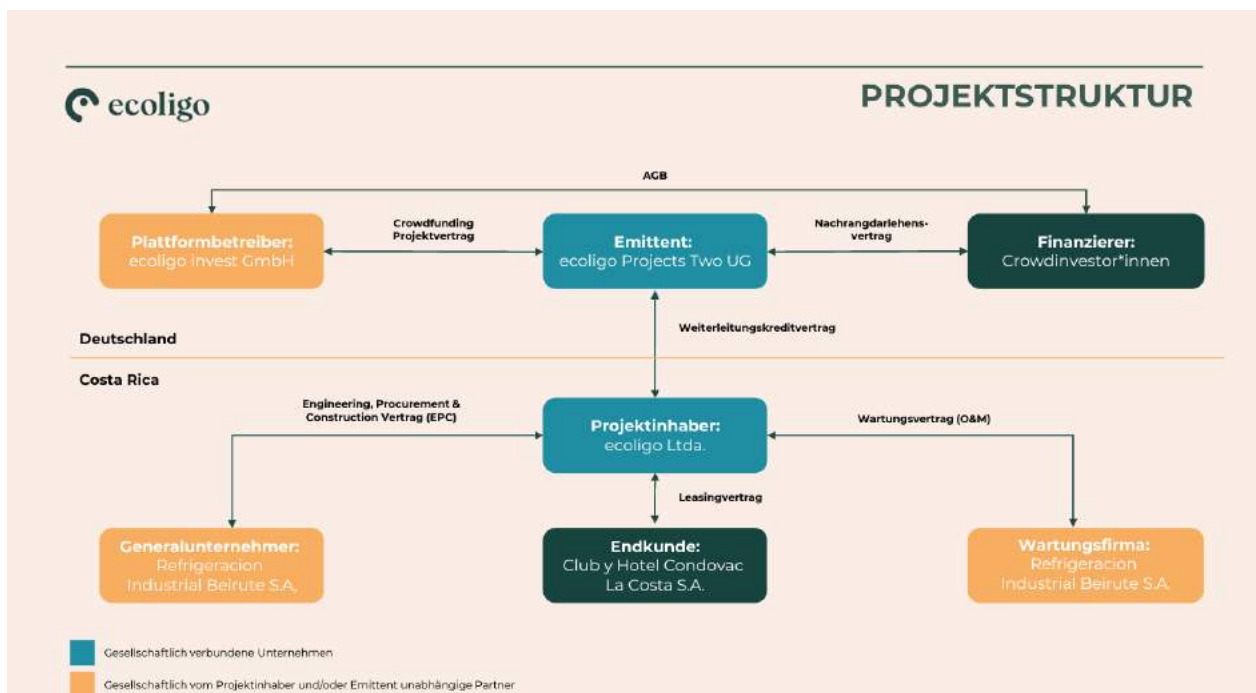 ecoligo
PROJEKTSTRUKTUR
AGB
Plattformbetreiber:
ecoligo invest GmbH
Crowdfunding
Projektvertrag
Emittent:
ecoligo Projects Two UG
Nachrangdarlehens-
vertrag
Finanzierer:
Crowdinvestor*innen
Weiterleitungskreditvertrag
Deutschland
Costa Rica
Engineering, Procurement &
Construction Vertrag (EPC)
Projektinhaber:
ecoligo Ltda.
Wartungsvertrag (O&M)
Leasingvertrag
Generalunternehmer:
Refrigeracion
Industrial Beirute S.A,
Endkunde:
Club y Hotel Condovac
La Costa S.A.
Wartungsfirma:
Refrigeracion
Industrial Beirute S.A.
Gesellschaftlich verbundene Unternehmen
Gesellschaftlich vom Projektinhaber und/oder Emittent unabhängige Partner